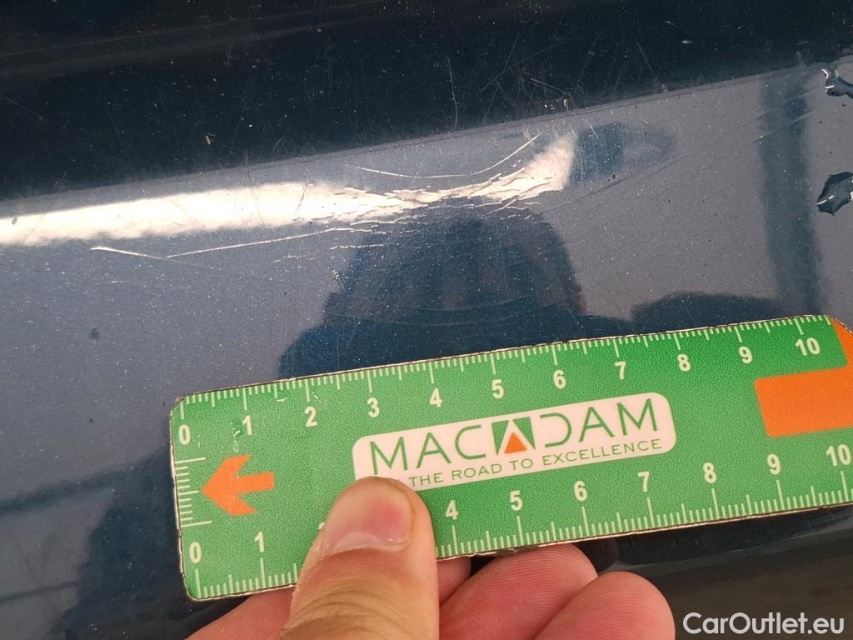 0 1 2 3 4 5 6 7 8 9 10
MACADAM
THE ROAD TO EXCELLENCE
0 1 4 5 6 7 8 9 10
CarOutlet.eu